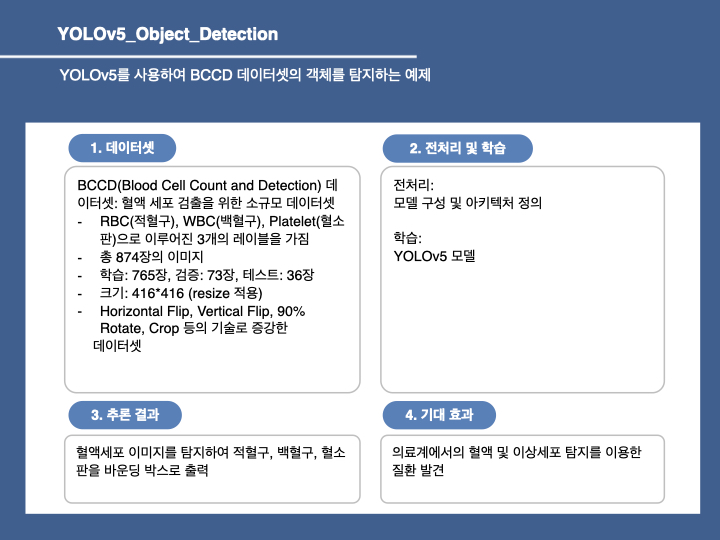 YOLOv5_Object_Detection
YOLOv5를 사용하여 BCCD 데이터셋의 객체를 탐지하는 예제
1. 데이터셋
BCCD(Blood Cell Count and Detection) 데
이터셋: 혈액 세포 검출을 위한 소규모 데이터셋
- RBC(적혈구), WBC(백혈구), Platelet(혈소
판)으로 이루어진 3개의 레이블을 가짐
- 총 874장의 이미지
- 학습: 765장, 검증: 73장, 테스트: 36장
- 크기: 416*416 (resize 적용)
- Horizontal Flip, Vertical Flip, 90%
Rotate, Crop 등의 기술로 증강한
데이터셋
2. 전처리 및 학습
전처리:
모델 구성 및 아키텍처 정의
학습:
YOLOv5 모델
3. 추론 결과
혈액세포 이미지를 탐지하여 적혈구, 백혈구, 혈소
판을 바운딩 박스로 출력
4. 기대 효과
의료계에서의 혈액 및 이상세포 탐지를 이용한
질환 발견